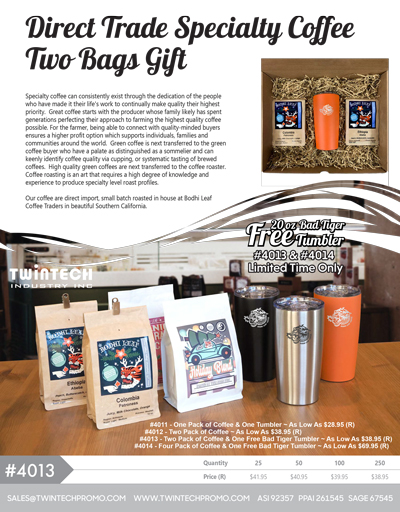 Direct Trade Specialty Coffee
Two Bags Gift
Specialty coffee can consistently exist through the dedication of the people
who have made it their life's work to continually make quality their highest
priority. Great coffee starts with the producer whose family likely has spent
generations perfecting their approach to farming the highest quality coffee
possible. For the farmer, being able to connect with quality-minded buyers
ensures a higher profit option which supports individuals, families and
communities around the world. Green coffee is next transferred to the green
coffee buyer who have a palate as distinguished as a sommelier and can
keenly identify coffee quality via cupping, or systematic tasting of brewed
coffees. High quality green coffees are next transferred to the coffee roaster.
Coffee roasting is an art that requires a high degree of knowledge and
experience to produce specialty level roast profiles.
Our coffees are direct import, small batch roasted in house at Bodhi Leaf
Coffee Traders in beautiful Southern California.
20 oz Bad Tiger
Free Tumbler
#4013 & #4014
Limited Time Only
TWINTECH
INDUSTRY INC
BODHI LEAF
Ethiopia
BODHI LEAF
Colombia
Holiday Blend
#4011 - One Pack of Coffee & One Tumbler ~ As Low As $28.95 (R)
#4012 - Two Pack of Coffee ~ As Low As $38.95 (R)
#4013 - Two Pack of Coffee & One Free Bad Tiger Tumbler ~ As Low As $38.95 (R)
#4014 - Four Pack of Coffee & One Free Bad Tiger Tumbler ~ As Low As $69.95 (R)
#4013
Quantity 25 50 100 250
Price (R) $41.95 $40.95 $39.95 $38.95
SALES@TWINTECHPROMO.COM WWW.TWINTECHPROMO.COM ASI 92357 PPAI 261545 SAGE 67545